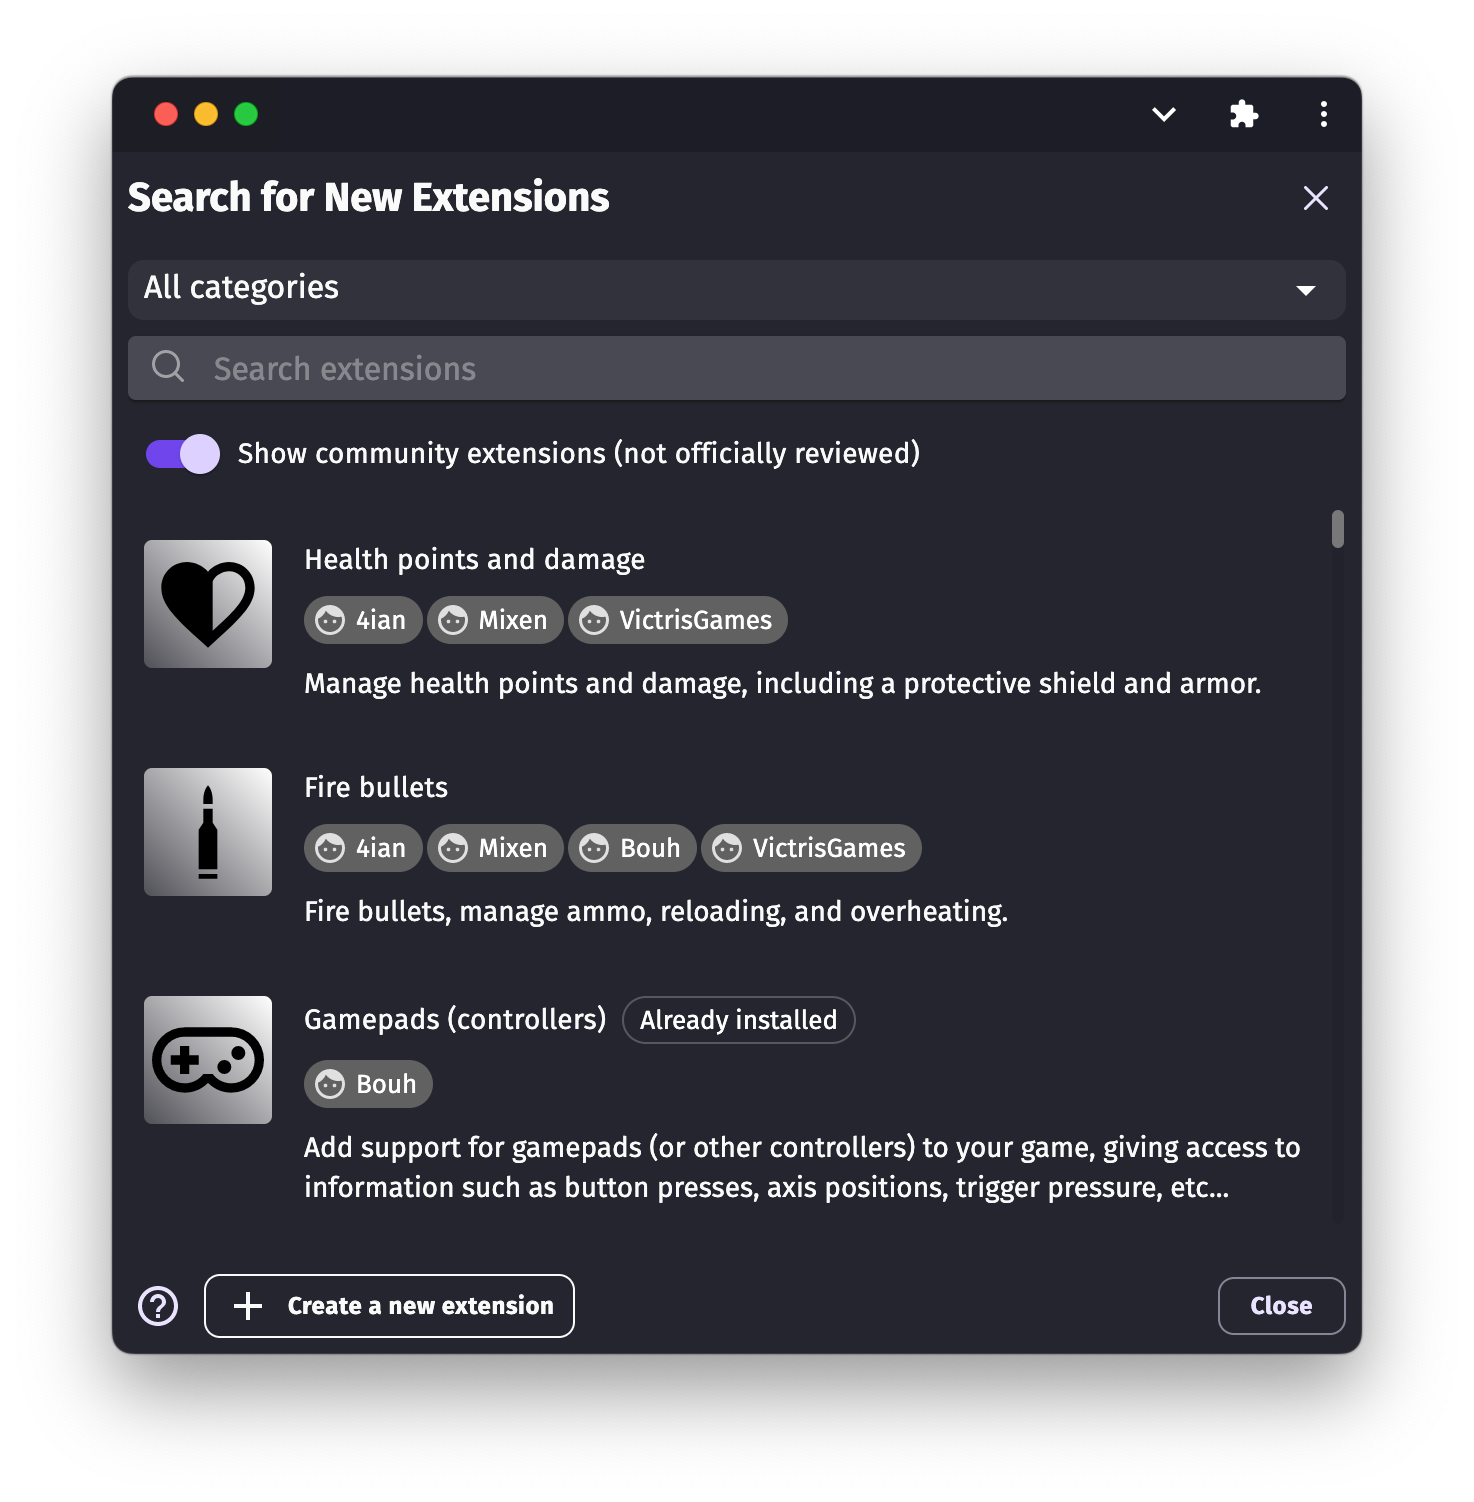 Search for New Extensions
All categories
Search extensions
Show community extensions (not officially reviewed)
Health points and damage
4ian Mixen VictrisGames
Manage health points and damage, including a protective shield and armor.
Fire bullets
4ian Mixen Bouh VictrisGames
Fire bullets, manage ammo, reloading, and overheating.
Gamepads (controllers) Already installed
Bouh
Add support for gamepads (or other controllers) to your game, giving access to
information such as button presses, axis positions, trigger pressure, etc...
Create a new extension Close